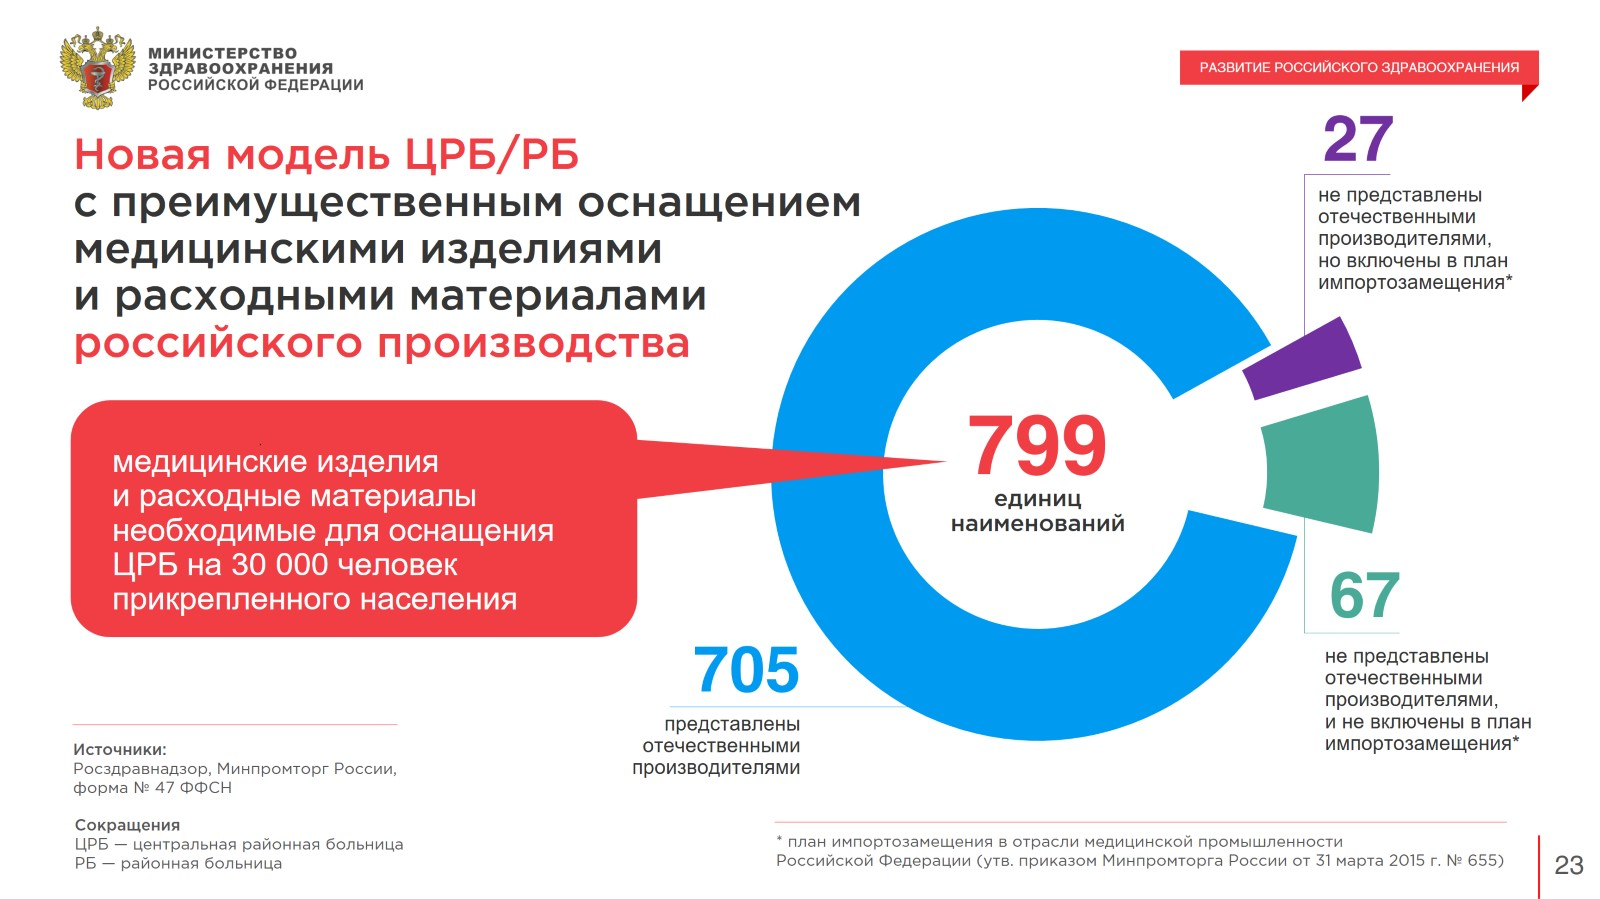 МИНИСТЕРСТВО
ЗДРАВООХРАНЕНИЯ
РОССИЙСКОЙ ФЕДЕРАЦИИ
РАЗВИТИЕ РОССИЙСКОГО ЗДРАВООХРАНЕНИЯ
Новая модель ЦРБ/РБ
с преимущественным оснащением
медицинскими изделиями
и расходными материалами
российского производства
27
не представлены
отечественными
производителями,
но включены в план
импортозамещения*
медицинские изделия
и расходные материалы
необходимые для оснащения
ЦРБ на 30 000 человек
прикрепленного населения
799
единиц
наименований
67
не представлены
отечественными
производителями,
и не включены в план
импортозамещения*
705
представлены
отечественными
производителями
Источники:
Росздравнадзор, Минпромторг России,
форма № 47 ФФСН
Сокращения
ЦРБ — центральная районная больница
РБ — районная больница
* план импортозамещения в отрасли медицинской промышленности
Российской Федерации (утв. приказом Минпромторга России от 31 марта 2015 г. № 655)
23